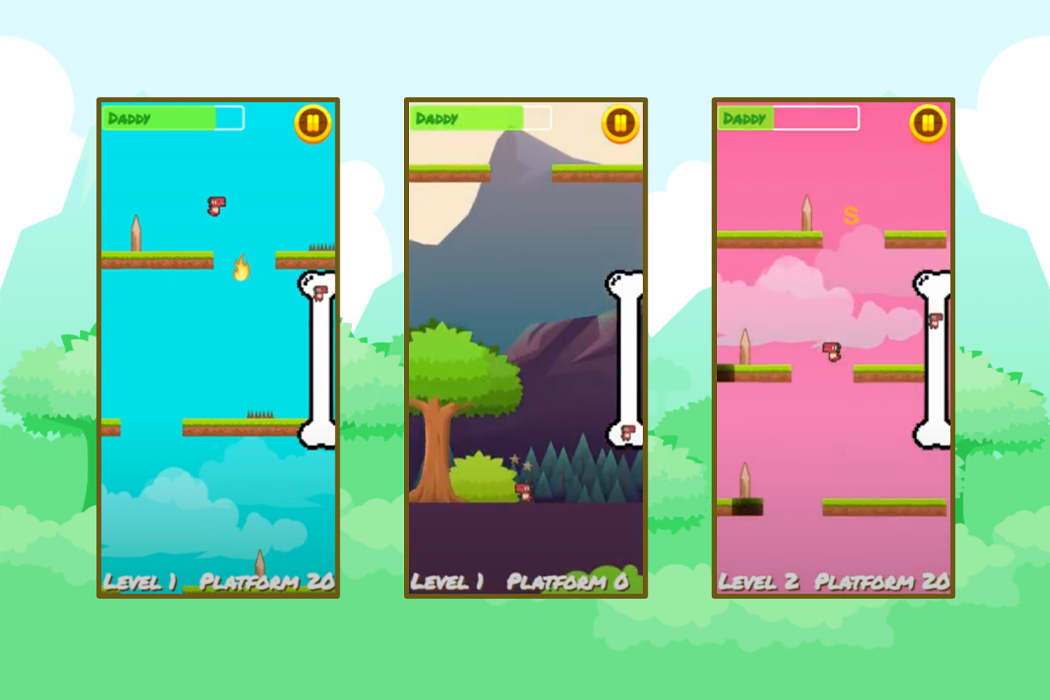 Daddy
Level 1 Platform 20
Daddy
Level 1 Platform 0
Daddy
S
Level 2 Platform 20